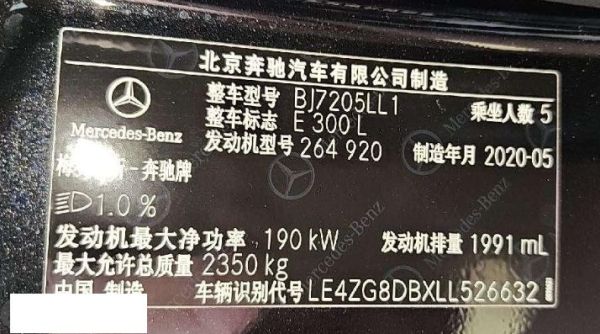 北京奔驰汽车有限公司制造
整车型号 BJ7205LL1 乘坐人数 5
整车标志 E 300 L
Mercedes-Benz
发动机型号 264 920 制造年月 2020-05
奔驰牌
1.0 %
发动机最大净功率 190 kW 发动机排量 1991 mL
最大允许总质量 2350 kg
中国 制造 车辆识别代号 LE4ZG8DBXLL526632